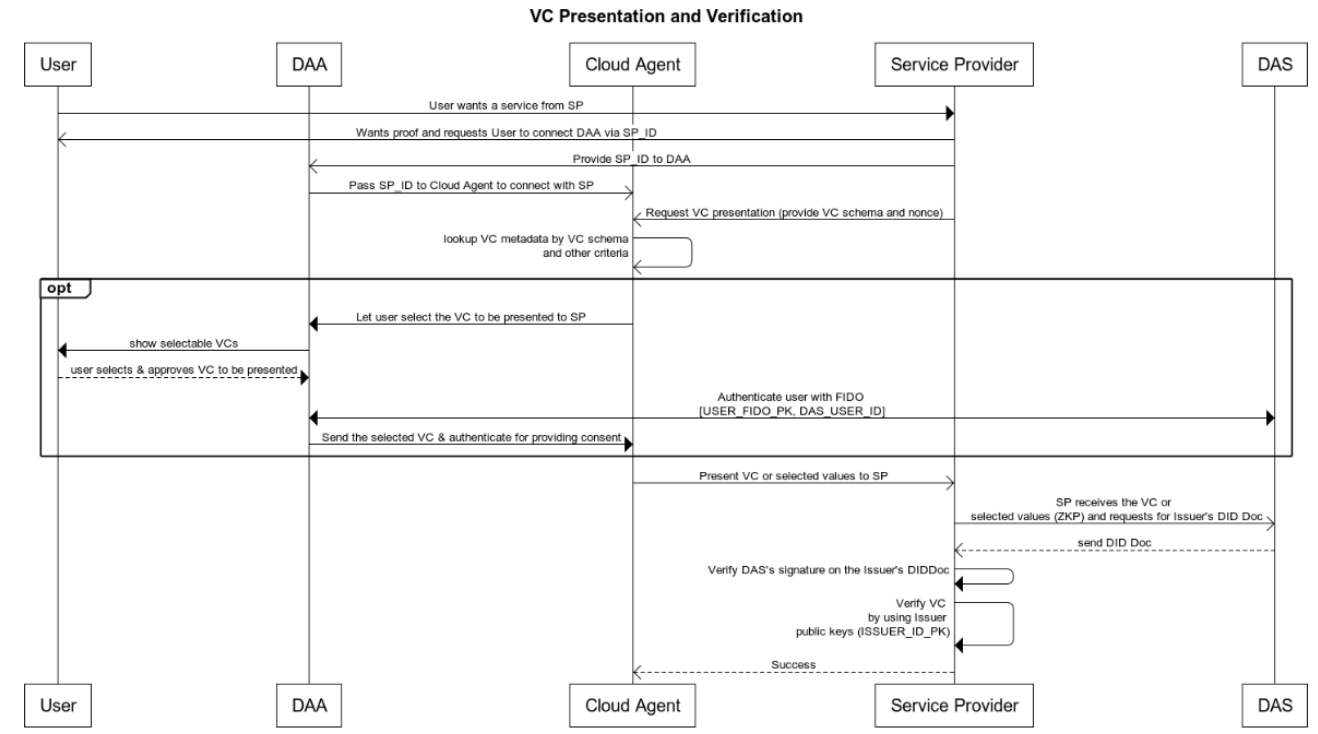 VC Presentation and Verification
User
DAA
Cloud Agent
Service Provider
DAS
User wants a service from SP
Wants proof and requests User to connect DAA via SP_ID
Provide SP_ID to DAA
Pass SP_ID to Cloud Agent to connect with SP
Request VC presentation (provide VC schema and nonce)
lookup VC metadata by VC schema
and other criteria
opt
Let user select the VC to be presented to SP
show selectable VCs
user selects & approves VC to be presented
Authenticate user with FIDO
[USER_FIDO_PK, DAS_USER_ID]
Send the selected VC & authenticate for providing consent
Present VC or selected values to SP
SP receives the VC or
selected values (ZKP) and requests for Issuer's DID Doc
send DID Doc
Verify DAS's signature on the Issuer's DIDDoc
Verify VC
by using Issuer
public keys (ISSUER_ID_PK)
Success
User
DAA
Cloud Agent
Service Provider
DAS